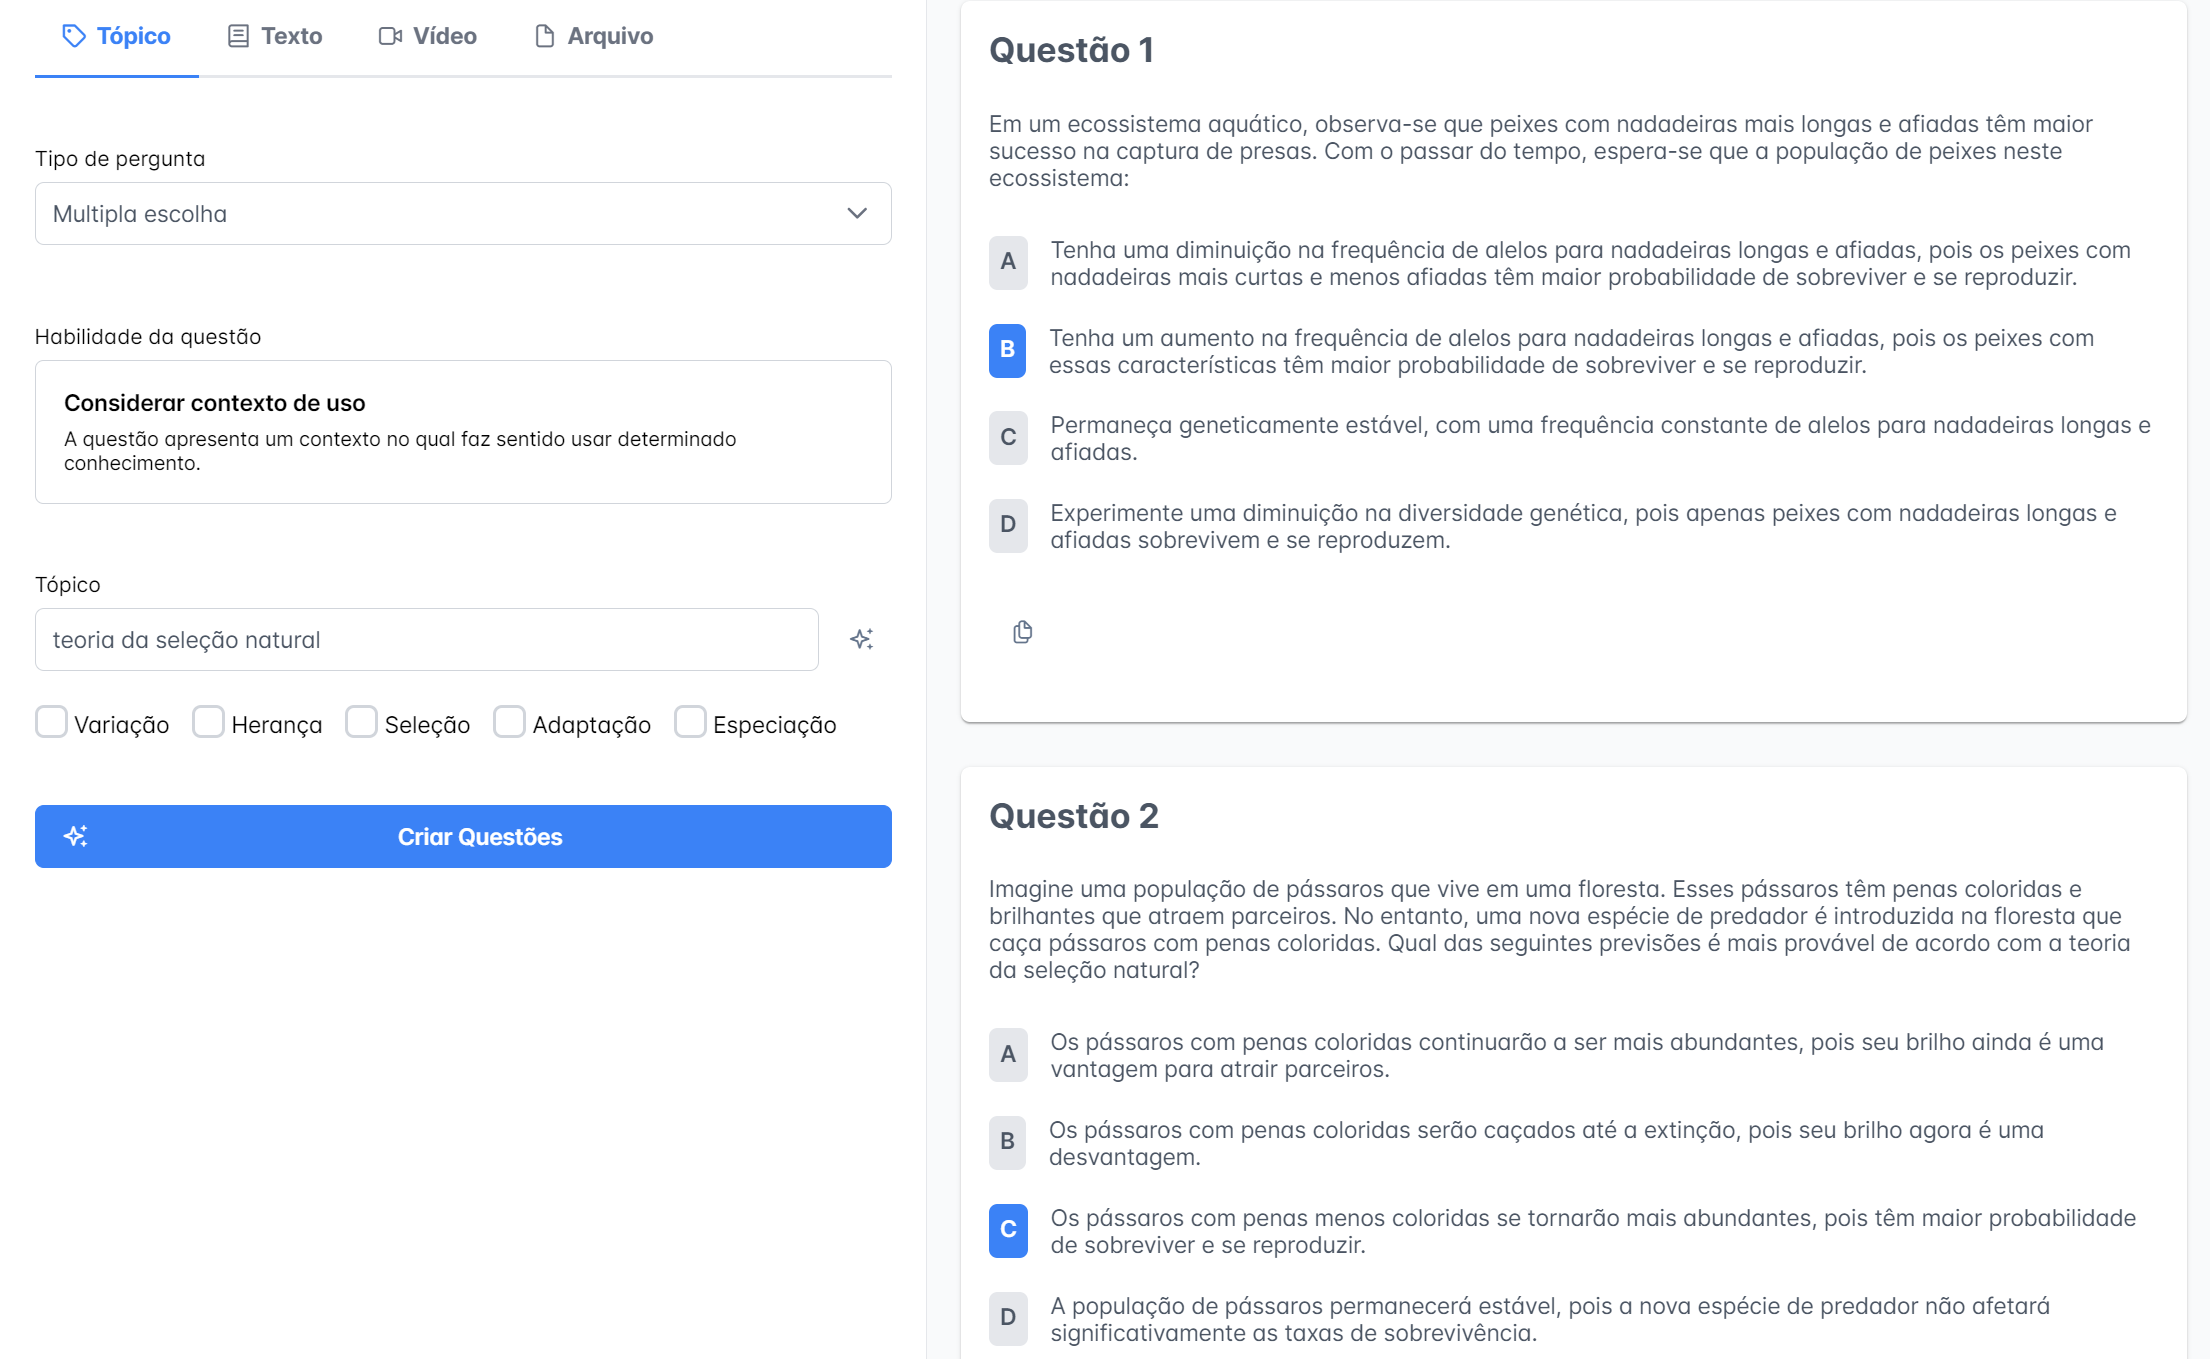 Tópico
Texto
Vídeo
Arquivo
Tipo de pergunta
Multipla escolha
Habilidade da questão
Considerar contexto de uso
A questão apresenta um contexto no qual faz sentido usar determinado
conhecimento.
Tópico
teoria da seleção natural
Variação
Herança
Seleção
Adaptação
Especiação
Criar Questões
Questão 1
Em um ecossistema aquático, observa-se que peixes com nadadeiras mais longas e afiadas têm maior
sucesso na captura de presas. Com o passar do tempo, espera-se que a população de peixes neste
ecossistema:
A
Tenha uma diminuição na frequência de alelos para nadadeiras longas e afiadas, pois os peixes com
nadadeiras mais curtas e menos afiadas têm maior probabilidade de sobreviver e se reproduzir.
B
Tenha um aumento na frequência de alelos para nadadeiras longas e afiadas, pois os peixes com
essas características têm maior probabilidade de sobreviver e se reproduzir.
C
Permaneça geneticamente estável, com uma frequência constante de alelos para nadadeiras longas e
afiadas.
D
Experimente uma diminuição na diversidade genética, pois apenas peixes com nadadeiras longas e
afiadas sobrevivem e se reproduzem.
Questão 2
Imagine uma população de pássaros que vive em uma floresta. Esses pássaros têm penas coloridas e
brilhantes que atraem parceiros. No entanto, uma nova espécie de predador é introduzida na floresta que
caça pássaros com penas coloridas. Qual das seguintes previsões é mais provável de acordo com a teoria
da seleção natural?
A
Os pássaros com penas coloridas continuarão a ser mais abundantes, pois seu brilho ainda é uma
vantagem para atrair parceiros.
B
Os pássaros com penas coloridas serão caçados até a extinção, pois seu brilho agora é uma
desvantagem.
C
Os pássaros com penas menos coloridas se tornarão mais abundantes, pois têm maior probabilidade
de sobreviver e se reproduzir.
D
A população de pássaros permanecerá estável, pois a nova espécie de predador não afetará
significativamente as taxas de sobrevivência.